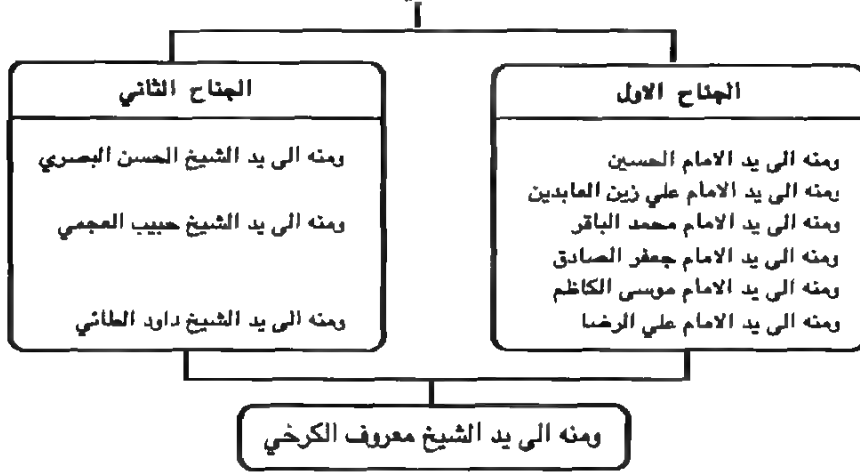 الجناح الاول
ومنه الى يد الامام الحسين
ومنه الى يد الامام علي زين العابدين
ومنه الى يد الامام محمد الباقر
ومنه الى يد الامام جعفر الصادق
ومنه الى يد الامام موسى الكاظم
ومنه الى يد الامام علي الرضا
الجناح الثاني
ومنه الى يد الشيخ الحسن البصري
ومنه الى يد الشيخ حبيب العجمي
ومنه الى يد الشيخ داود الطائي
ومنه الى يد الشيخ معروف الكرخي